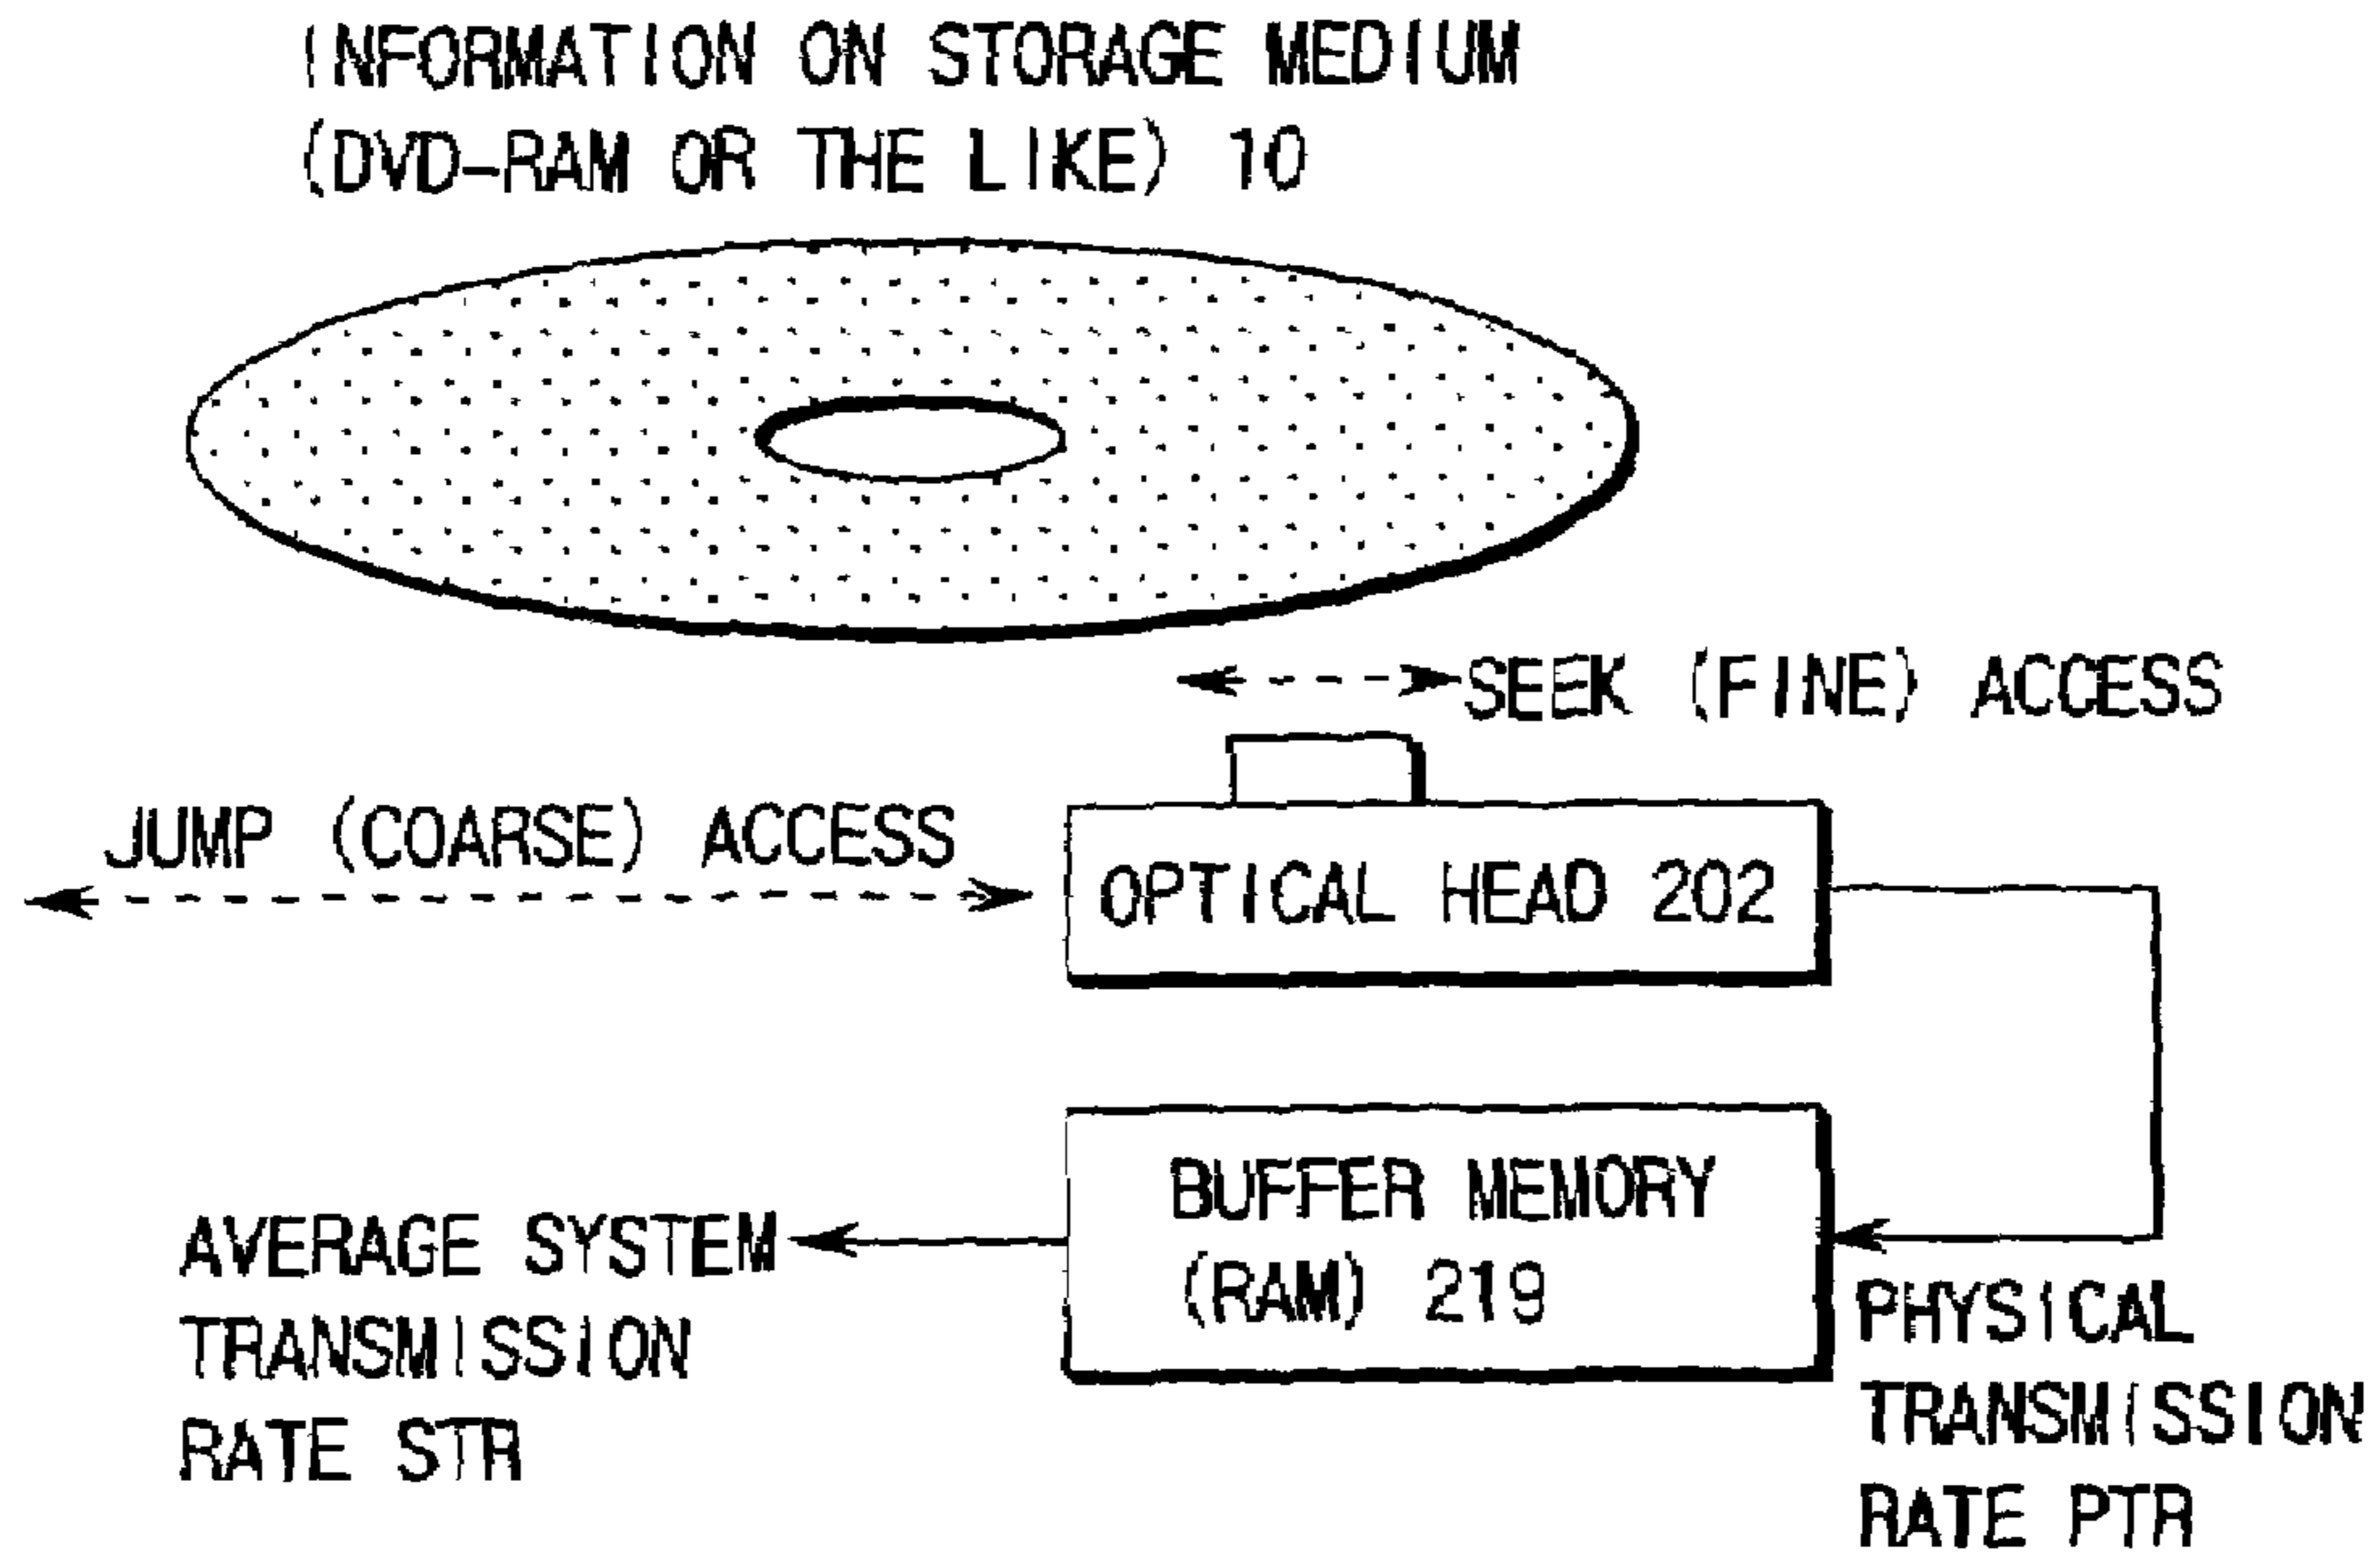 INFORMATION ON STORAGE MEDIUM
(DVD-RAM OR THE LIKE) 10
SEEK (FINE) ACCESS
JUMP (COARSE) ACCESS
OPTICAL HEAD 202
BUFFER MEMORY
(RAM) 219
AVERAGE SYSTEM
TRANSMISSION
RATE STR
PHYSICAL
TRANSMISSION
RATE PTR